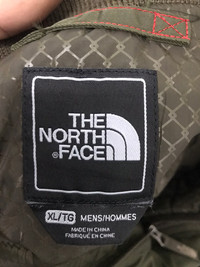 THE
NORTH
FACE
XL/TG MENS/HOMMES
MADE IN CHINA
FABRIQUÉ EN CHINE